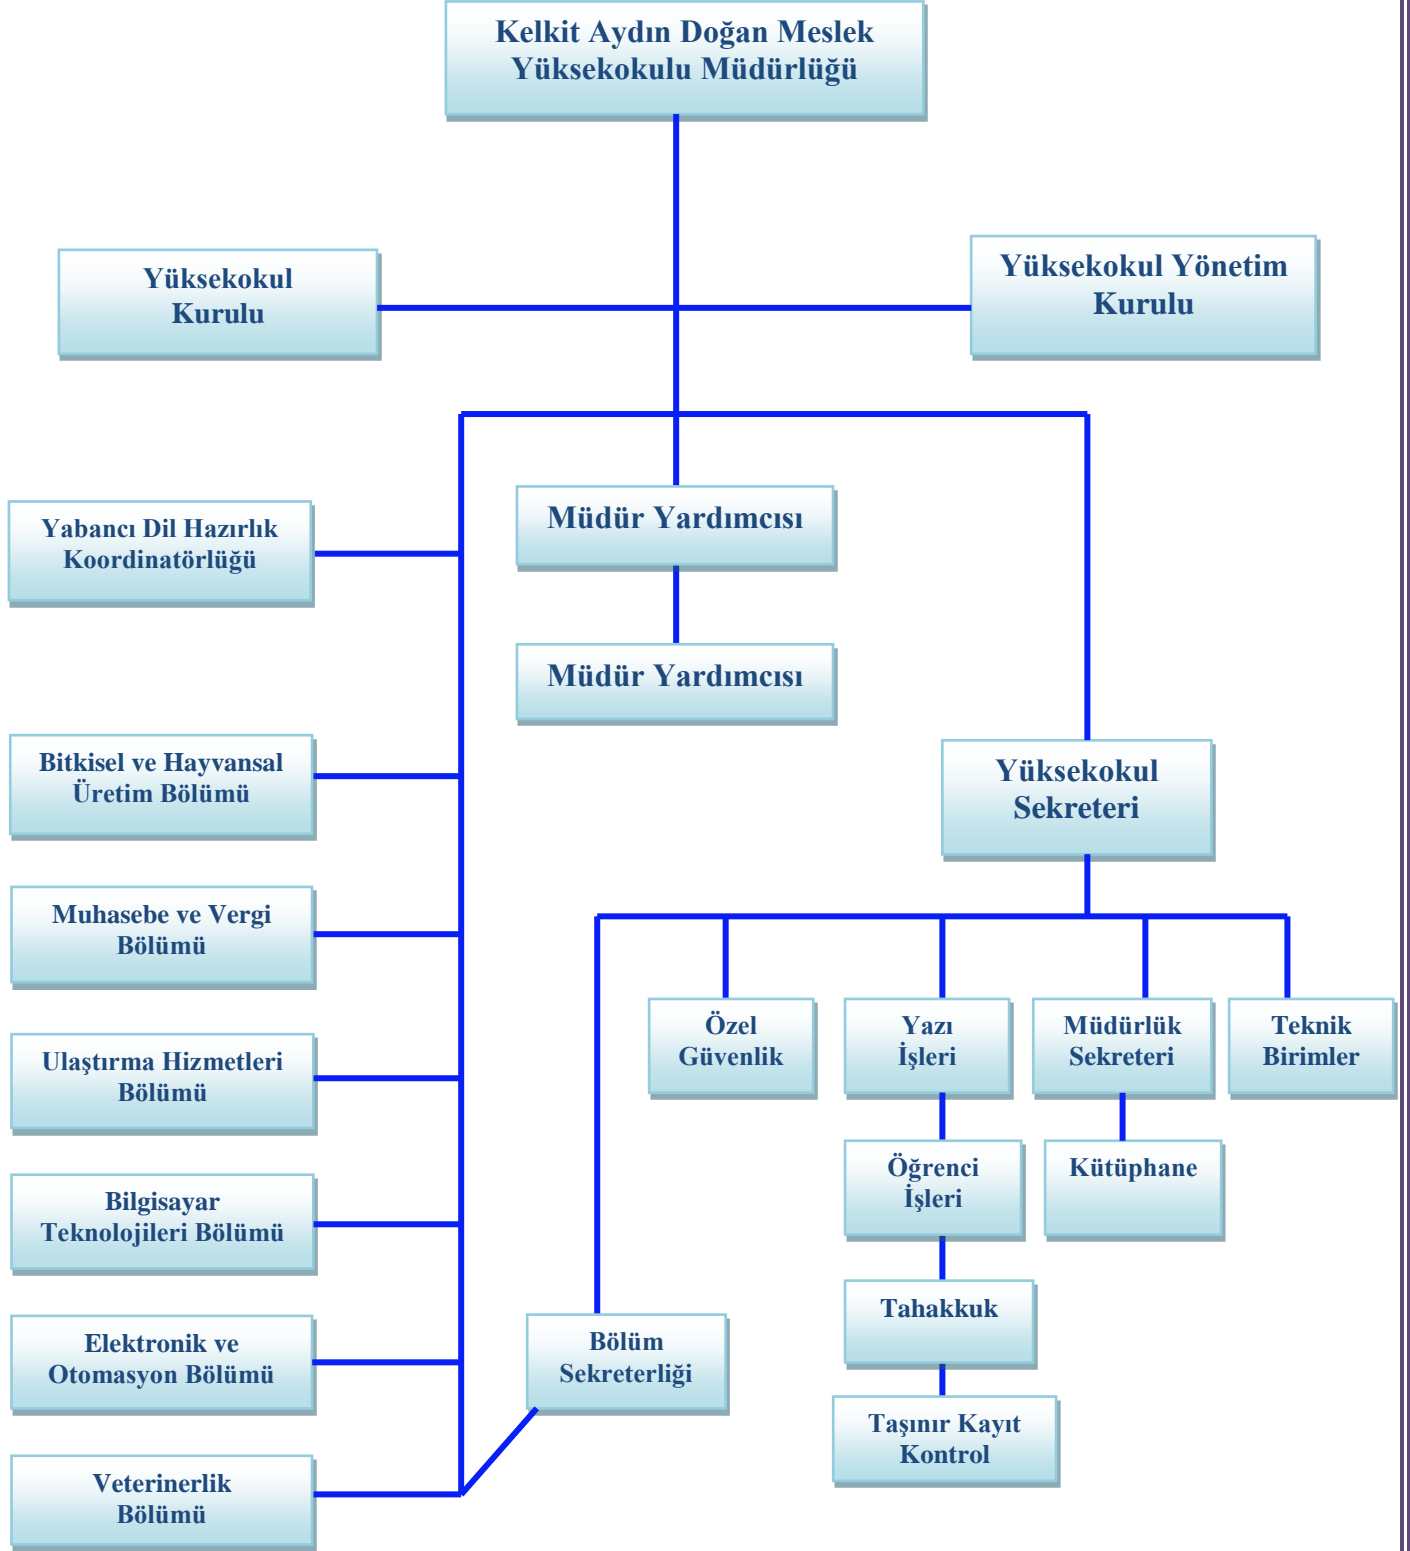 Kelkit Aydın Doğan Meslek
Yüksekokulu Müdürlüğü
Yüksekokul
Kurulu
Yüksekokul Yönetim
Kurulu
Yabancı Dil Hazırlık
Koordinatörlüğü
Müdür Yardımcısı
Müdür Yardımcısı
Bitkisel ve Hayvansal
Üretim Bölümü
Yüksekokul
Sekreteri
Muhasebe ve Vergi
Bölümü
Ulaştırma Hizmetleri
Bölümü
Özel
Güvenlik
Yazı
İşleri
Müdürlük
Sekreteri
Teknik
Birimler
Öğrenci
İşleri
Kütüphane
Bilgisayar
Teknolojileri Bölümü
Tahakkuk
Elektronik ve
Otomasyon Bölümü
Bölüm
Sekreterliği
Taşınır Kayıt
Kontrol
Veterinerlik
Bölümü